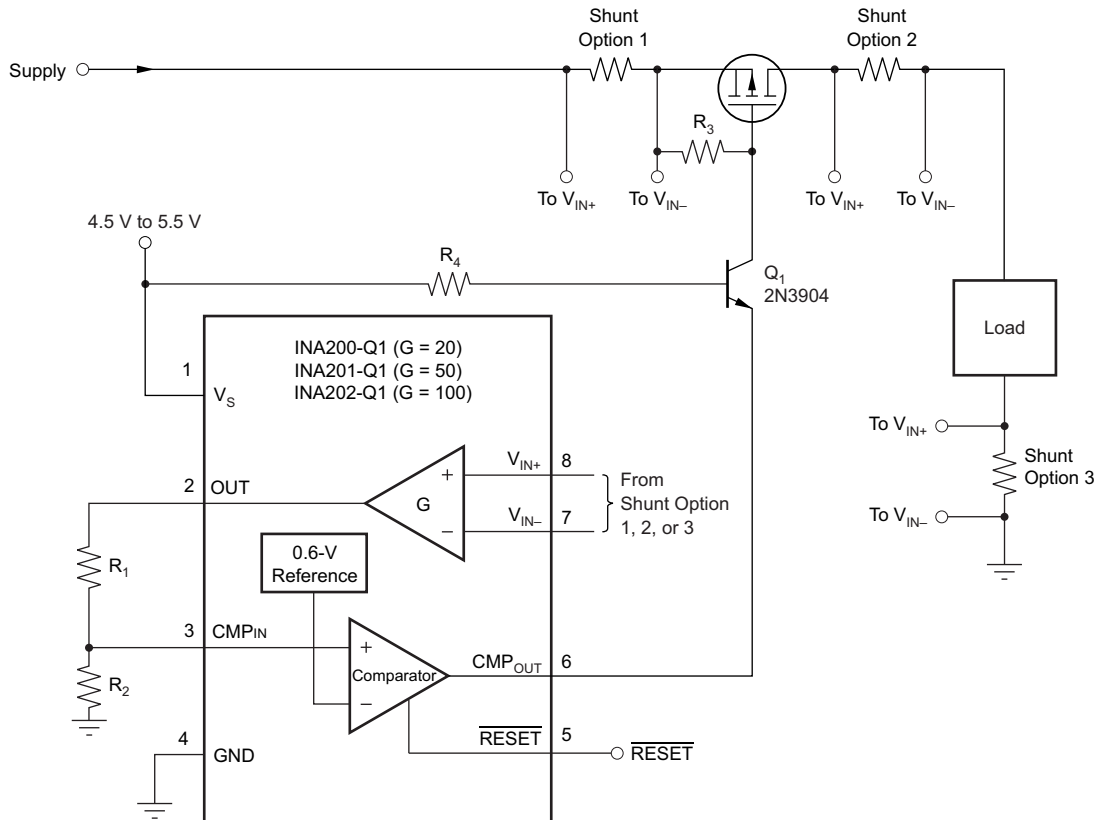 Shunt
Option 1
Shunt
Option 2
Supply
R3
To VIN+
To VIN–
To VIN+
To VIN–
4.5 V to 5.5 V
R4
Q1
2N3904
Load
INA200-Q1 (G = 20)
INA201-Q1 (G = 50)
INA202-Q1 (G = 100)
1
VS
To VIN+
Shunt
Option 3
To VIN–
2
OUT
+
G
–
VIN+
8
VIN–
7
From
Shunt Option
1, 2, or 3
0.6-V
Reference
R1
3
CMPIN
+
Comparator
–
CMPOUT
6
R2
RESET
5
RESET
4
GND